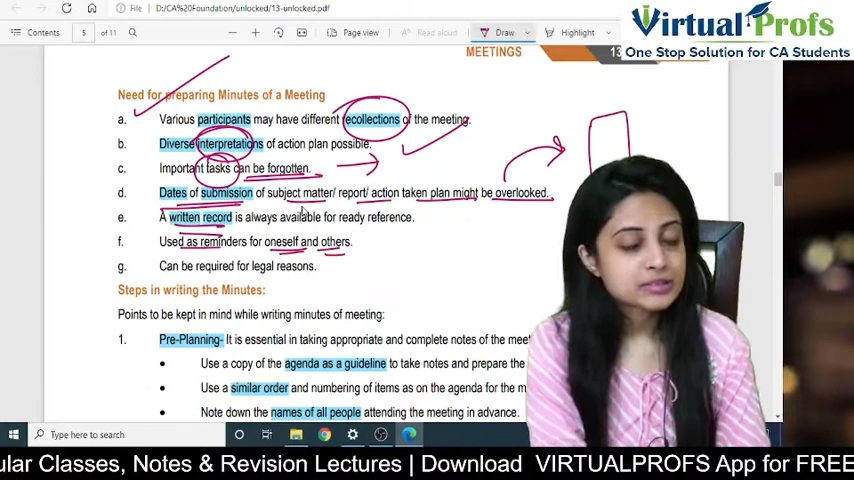 File
D:/CA%20Foundation/unlocked/13-unlocked.pdf
Virtual Profs
One Stop Solution for CA Students
Contents
5
of 11
Page view
Read aloud
Draw
Highlight
MEETINGS
13
Need for preparing Minutes of a Meeting
a. Various participants may have different recollections of the meeting.
b. Diverse interpretations of action plan possible.
c. Important tasks can be forgotten.
d. Dates of submission of subject matter/ report/ action taken plan might be overlooked.
e. A written record is always available for ready reference.
f. Used as reminders for oneself and others.
g. Can be required for legal reasons.
Steps in writing the Minutes:
Points to be kept in mind while writing minutes of meeting:
1. Pre-Planning- It is essential in taking appropriate and complete notes of the
• Use a copy of the agenda as a guideline to take notes and prepare the
• Use a similar order and numbering of items as on the agenda for the
• Note down the names of all people attending the meeting in advance.
Type here to search
ular Classes, Notes & Revision Lectures | Download VIRTUALPROFS App for FREE